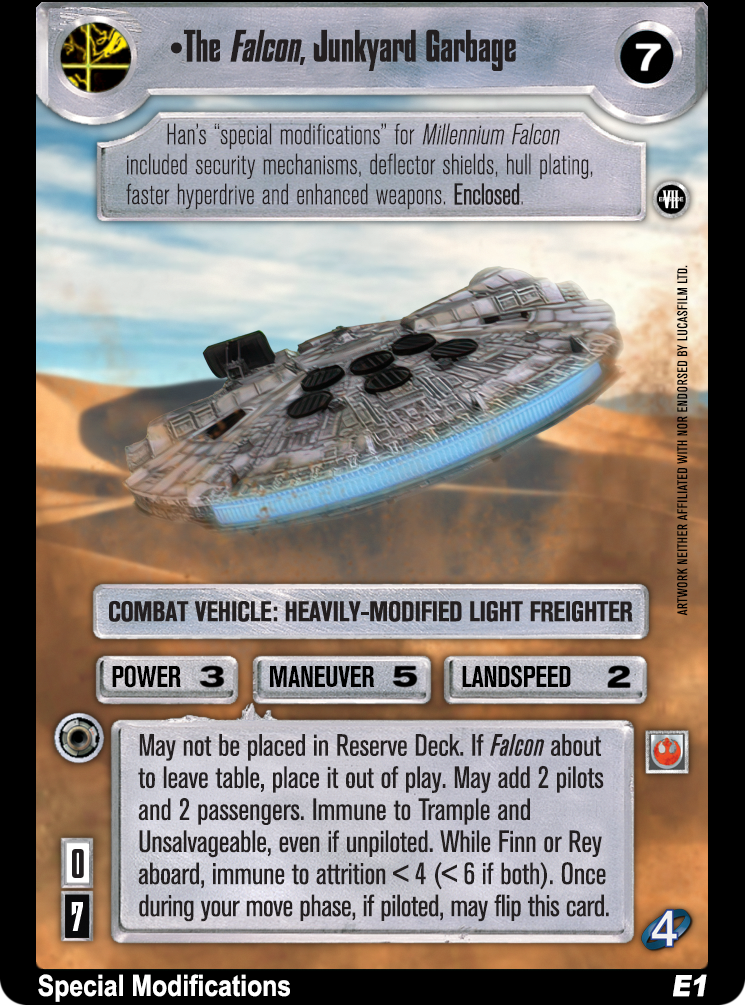 •The Falcon, Junkyard Garbage
7
Han's "special modifications" for Millennium Falcon
included security mechanisms, deflector shields, hull plating,
faster hyperdrive and enhanced weapons. Enclosed.
EPISODE
VII
ARTWORK NEITHER AFFILIATED WITH NOR ENDORSED BY LUCASFILM LTD.
COMBAT VEHICLE: HEAVILY-MODIFIED LIGHT FREIGHTER
POWER 3 MANEUVER 5 LANDSPEED 2
May not be placed in Reserve Deck. If Falcon about
to leave table, place it out of play. May add 2 pilots
and 2 passengers. Immune to Trample and
Unsalvageable, even if unpiloted. While Finn or Rey
aboard, immune to attrition < 4 (< 6 if both). Once
during your move phase, if piloted, may flip this card.
0
7
4
Special Modifications E1